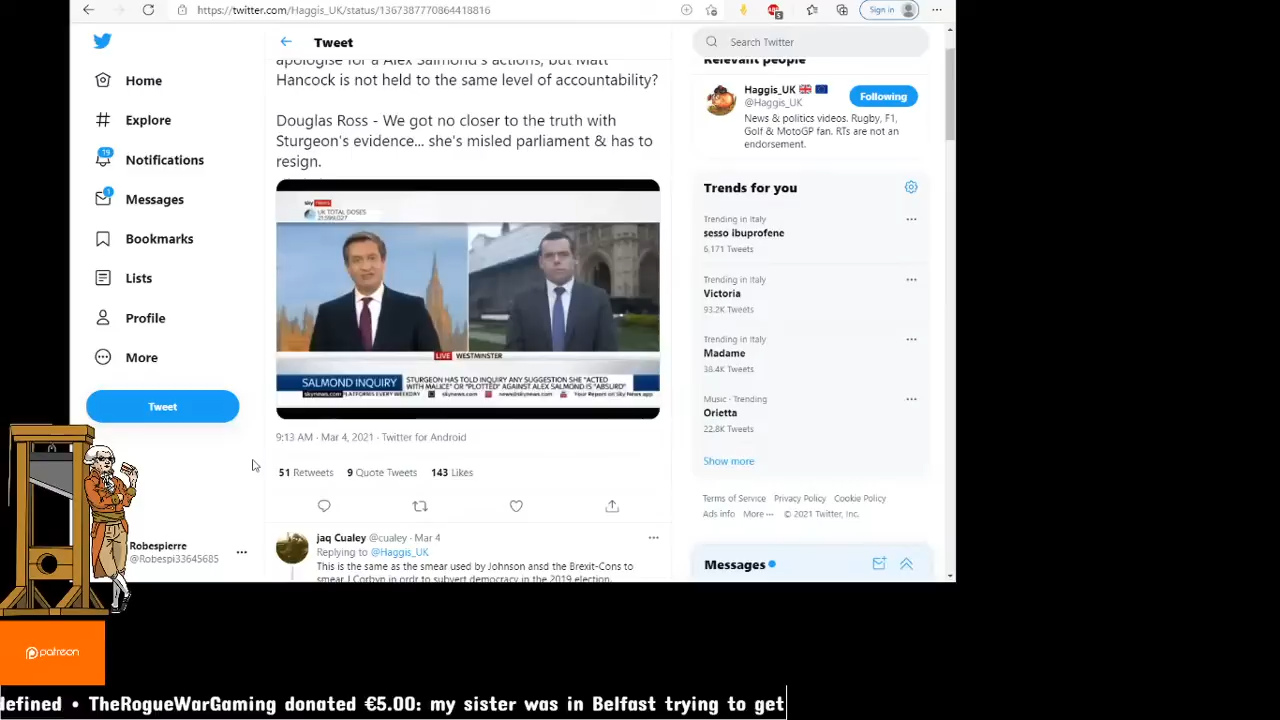 https://twitter.com/Haggis_UK/status/1367387770864418816
Sign in
Home
Explore
19
Notifications
1
Messages
Bookmarks
Lists
Profile
More
Tweet
Robespierre
@Robespi33645685
Tweet
apologise for a Alex Salmond's actions, but Matt
Hancock is not held to the same level of accountability?
Douglas Ross - We got no closer to the truth with
Sturgeon's evidence... she's misled parliament & has to
resign.
sky news
UK TOTAL DOSES
LIVE WESTMINSTER
SALMOND INQUIRY
STURGEON HAS TOLD INQUIRY ANY SUGGESTION SHE "ACTED
WITH MALICE" OR "PLOTTED" AGAINST ALEX SALMOND IS "ABSURD"
skynews.com PLATFORMS EVERY WEEKDAY skynews.com news@skynews.com Your Report on Sky News app
9:13 AM · Mar 4, 2021 · Twitter for Android
51 Retweets 9 Quote Tweets 143 Likes
jaq Cualey @cualey · Mar 4
Replying to @Haggis_UK
This is the same as the smear used by Johnson ansd the Brexit-Cons to
smear J Corbyn in ordr to subvert democracy in the 2019 election.
Search Twitter
Relevant people
Haggis_UK
@Haggis_UK
Following
News & politics videos. Rugby, F1,
Golf & MotoGP fan. RTs are not an
endorsement.
Trends for you
Trending in Italy
sesso ibuprofene
6,171 Tweets
Trending in Italy
Victoria
93.2K Tweets
Trending in Italy
Madame
38.4K Tweets
Music · Trending
Orietta
22.8K Tweets
Show more
Terms of Service Privacy Policy Cookie Policy
Ads info More ··· © 2021 Twitter, Inc.
Messages
patreon
defined • TheRogueWarGaming donated €5.00: my sister was in Belfast trying to get